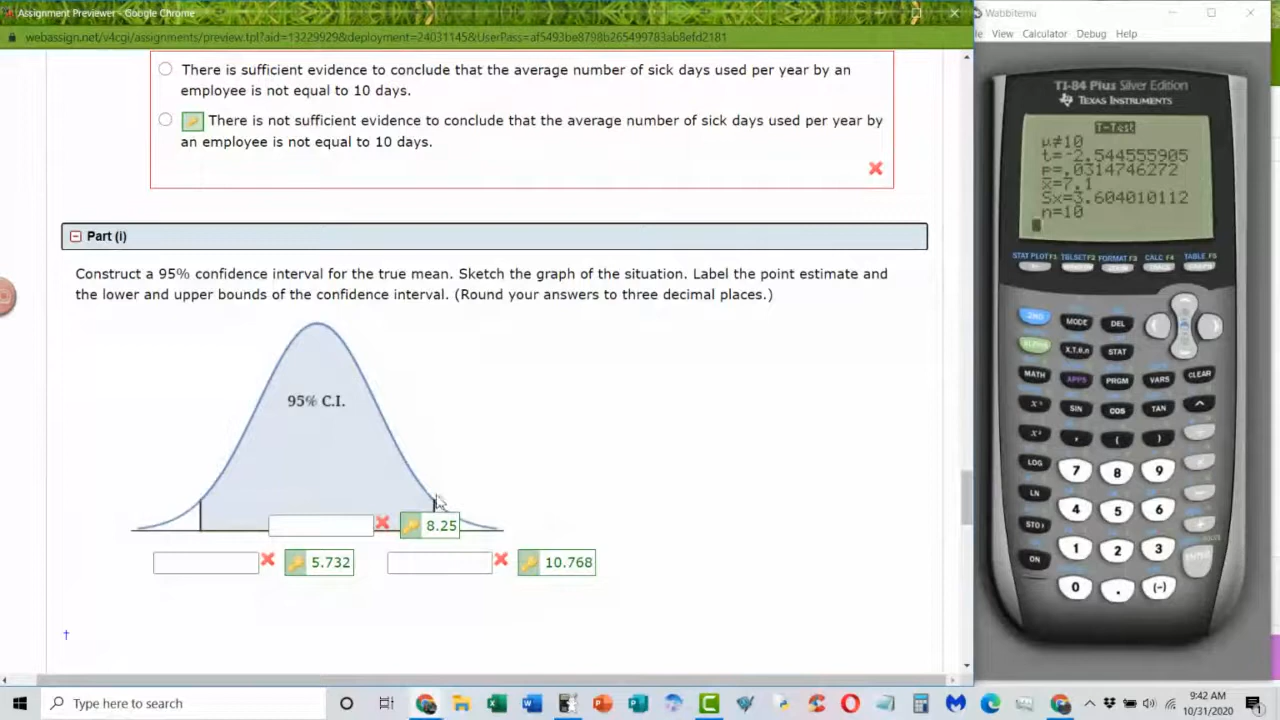 Assignment Previewer - Google Chrome
Wabbitemu
webassign.net/v4cgi/assignments/preview.tpl?aid=13229929&deployment=24031145&UserPass=af5493be8798b265499783ab8efd2181
View Calculator Debug Help
There is sufficient evidence to conclude that the average number of sick days used per year by an
employee is not equal to 10 days.
There is not sufficient evidence to conclude that the average number of sick days used per year by
an employee is not equal to 10 days.
Part (i)
Construct a 95% confidence interval for the true mean. Sketch the graph of the situation. Label the point estimate and
the lower and upper bounds of the confidence interval. (Round your answers to three decimal places.)
95% C.I.
8.25
5.732
10.768
†
TI-84 Plus Silver Edition
TEXAS INSTRUMENTS
T-Test
μ≠10
t=-2.544555905
p=.0314746272
x̄=7.1
Sx=3.604010112
n=10
STAT PLOT F1 TBLSET F2 FORMAT F3 CALC F4 TABLE F5
2ND MODE DEL
ALPHA X,T,θ,n STAT
MATH APPS PRGM VARS CLEAR
SIN COS TAN ^
, ( )
LOG 7 8 9
LN 4 5 6
STO› 1 2 3
ON 0 . (-) ENTER
Type here to search
9:42 AM
10/31/2020